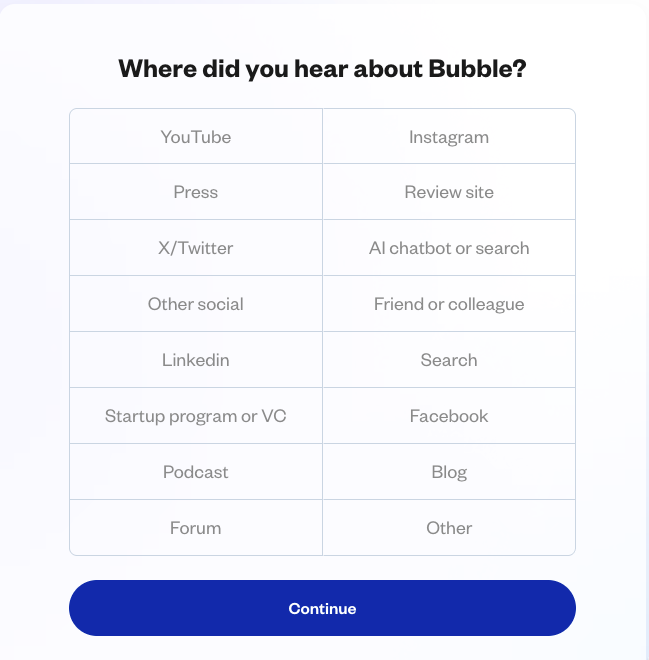 Where did you hear about Bubble?
YouTube
Instagram
Press
Review site
X/Twitter
AI chatbot or search
Other social
Friend or colleague
Linkedin
Search
Startup program or VC
Facebook
Podcast
Blog
Forum
Other
Continue